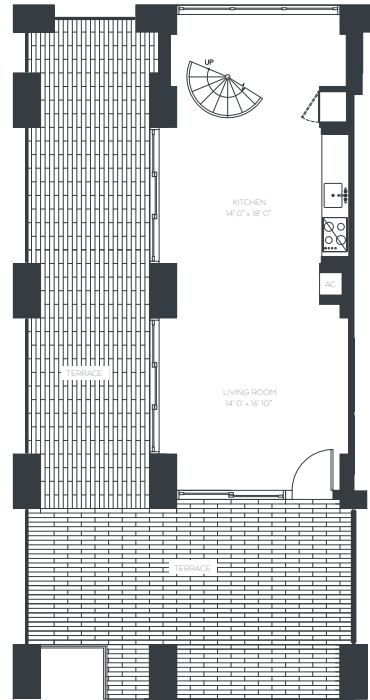 UP
KITCHEN
14' 0" x 18' 0"
AC
TERRACE
LIVING ROOM
14' 0' x 16' 10"
TERRACE